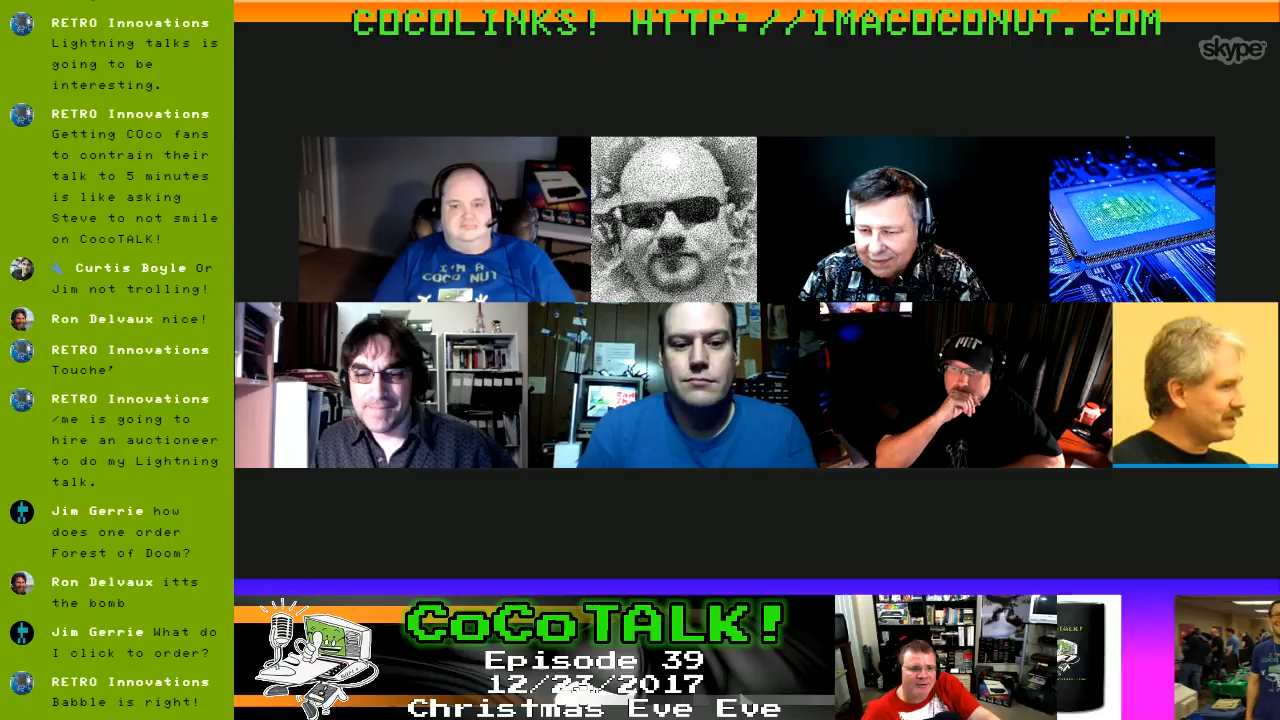 RETRO Innovations
Lightning talks is
going to be
interesting.
RETRO Innovations
Getting COco fans
to contrain their
talk to 5 minutes
is like asking
Steve to not smile
on CocoTALK!
Curtis Boyle Or
Jim not trolling!
Ron Delvaux nice!
RETRO Innovations
Touche'
RETRO Innovations
/me is going to
hire an auctioneer
to do my Lightning
talk.
Jim Gerrie how
does one order
Forest of Doom?
Ron Delvaux itts
the bomb
Jim Gerrie What do
I click to order?
RETRO Innovations
Babble is right!
COCOLINKS! HTTP://IMACOCONUT.COM
skype
I'M A
COCO NUT
MIT
CoCoTALK!
Episode 39
12/23/2017
Christmas Eve Eve